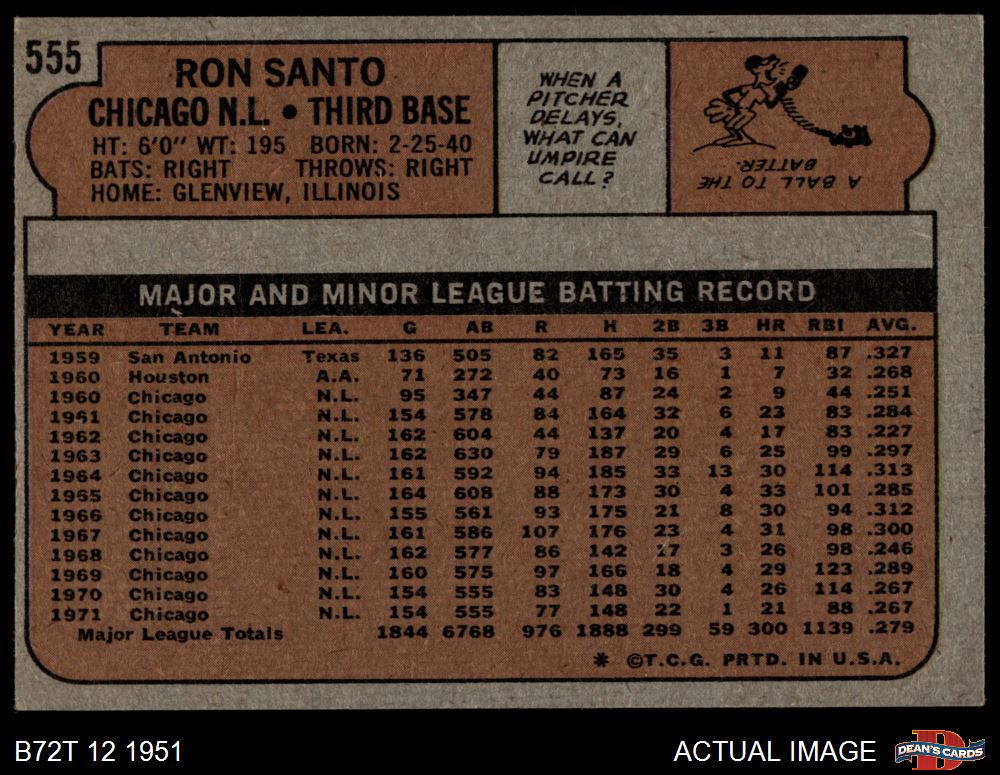 555
RON SANTO
CHICAGO N.L. • THIRD BASE
HT: 6'0" WT: 195 BORN: 2-25-40
BATS: RIGHT THROWS: RIGHT
HOME: GLENVIEW, ILLINOIS
WHEN A
PITCHER
DELAYS,
WHAT CAN
UMPIRE
CALL?
A BALL TO THE
BATTER.
MAJOR AND MINOR LEAGUE BATTING RECORD
YEAR TEAM LEA. G AB R H 2B 3B HR RBI AVG.
1959 San Antonio Texas 136 505 82 165 35 3 11 87 .327
1960 Houston A.A. 71 272 40 73 16 1 7 32 .268
1960 Chicago N.L. 95 347 44 87 24 2 9 44 .251
1961 Chicago N.L. 154 578 84 164 32 6 23 83 .284
1962 Chicago N.L. 162 604 44 137 20 4 17 83 .227
1963 Chicago N.L. 162 630 79 187 29 6 25 99 .297
1964 Chicago N.L. 161 592 94 185 33 13 30 114 .313
1965 Chicago N.L. 164 608 88 173 30 4 33 101 .285
1966 Chicago N.L. 155 561 93 175 21 8 30 94 .312
1967 Chicago N.L. 161 586 107 176 23 4 31 98 .300
1968 Chicago N.L. 162 577 86 142 17 3 26 98 .246
1969 Chicago N.L. 160 575 97 166 18 4 29 123 .289
1970 Chicago N.L. 154 555 83 148 30 4 26 114 .267
1971 Chicago N.L. 154 555 77 148 22 1 21 88 .267
Major League Totals 1844 6768 976 1888 299 59 300 1139 .279
* ©T.C.G. PRTD. IN U.S.A.
B72T 12 1951
ACTUAL IMAGE
D
DEAN'S CARDS